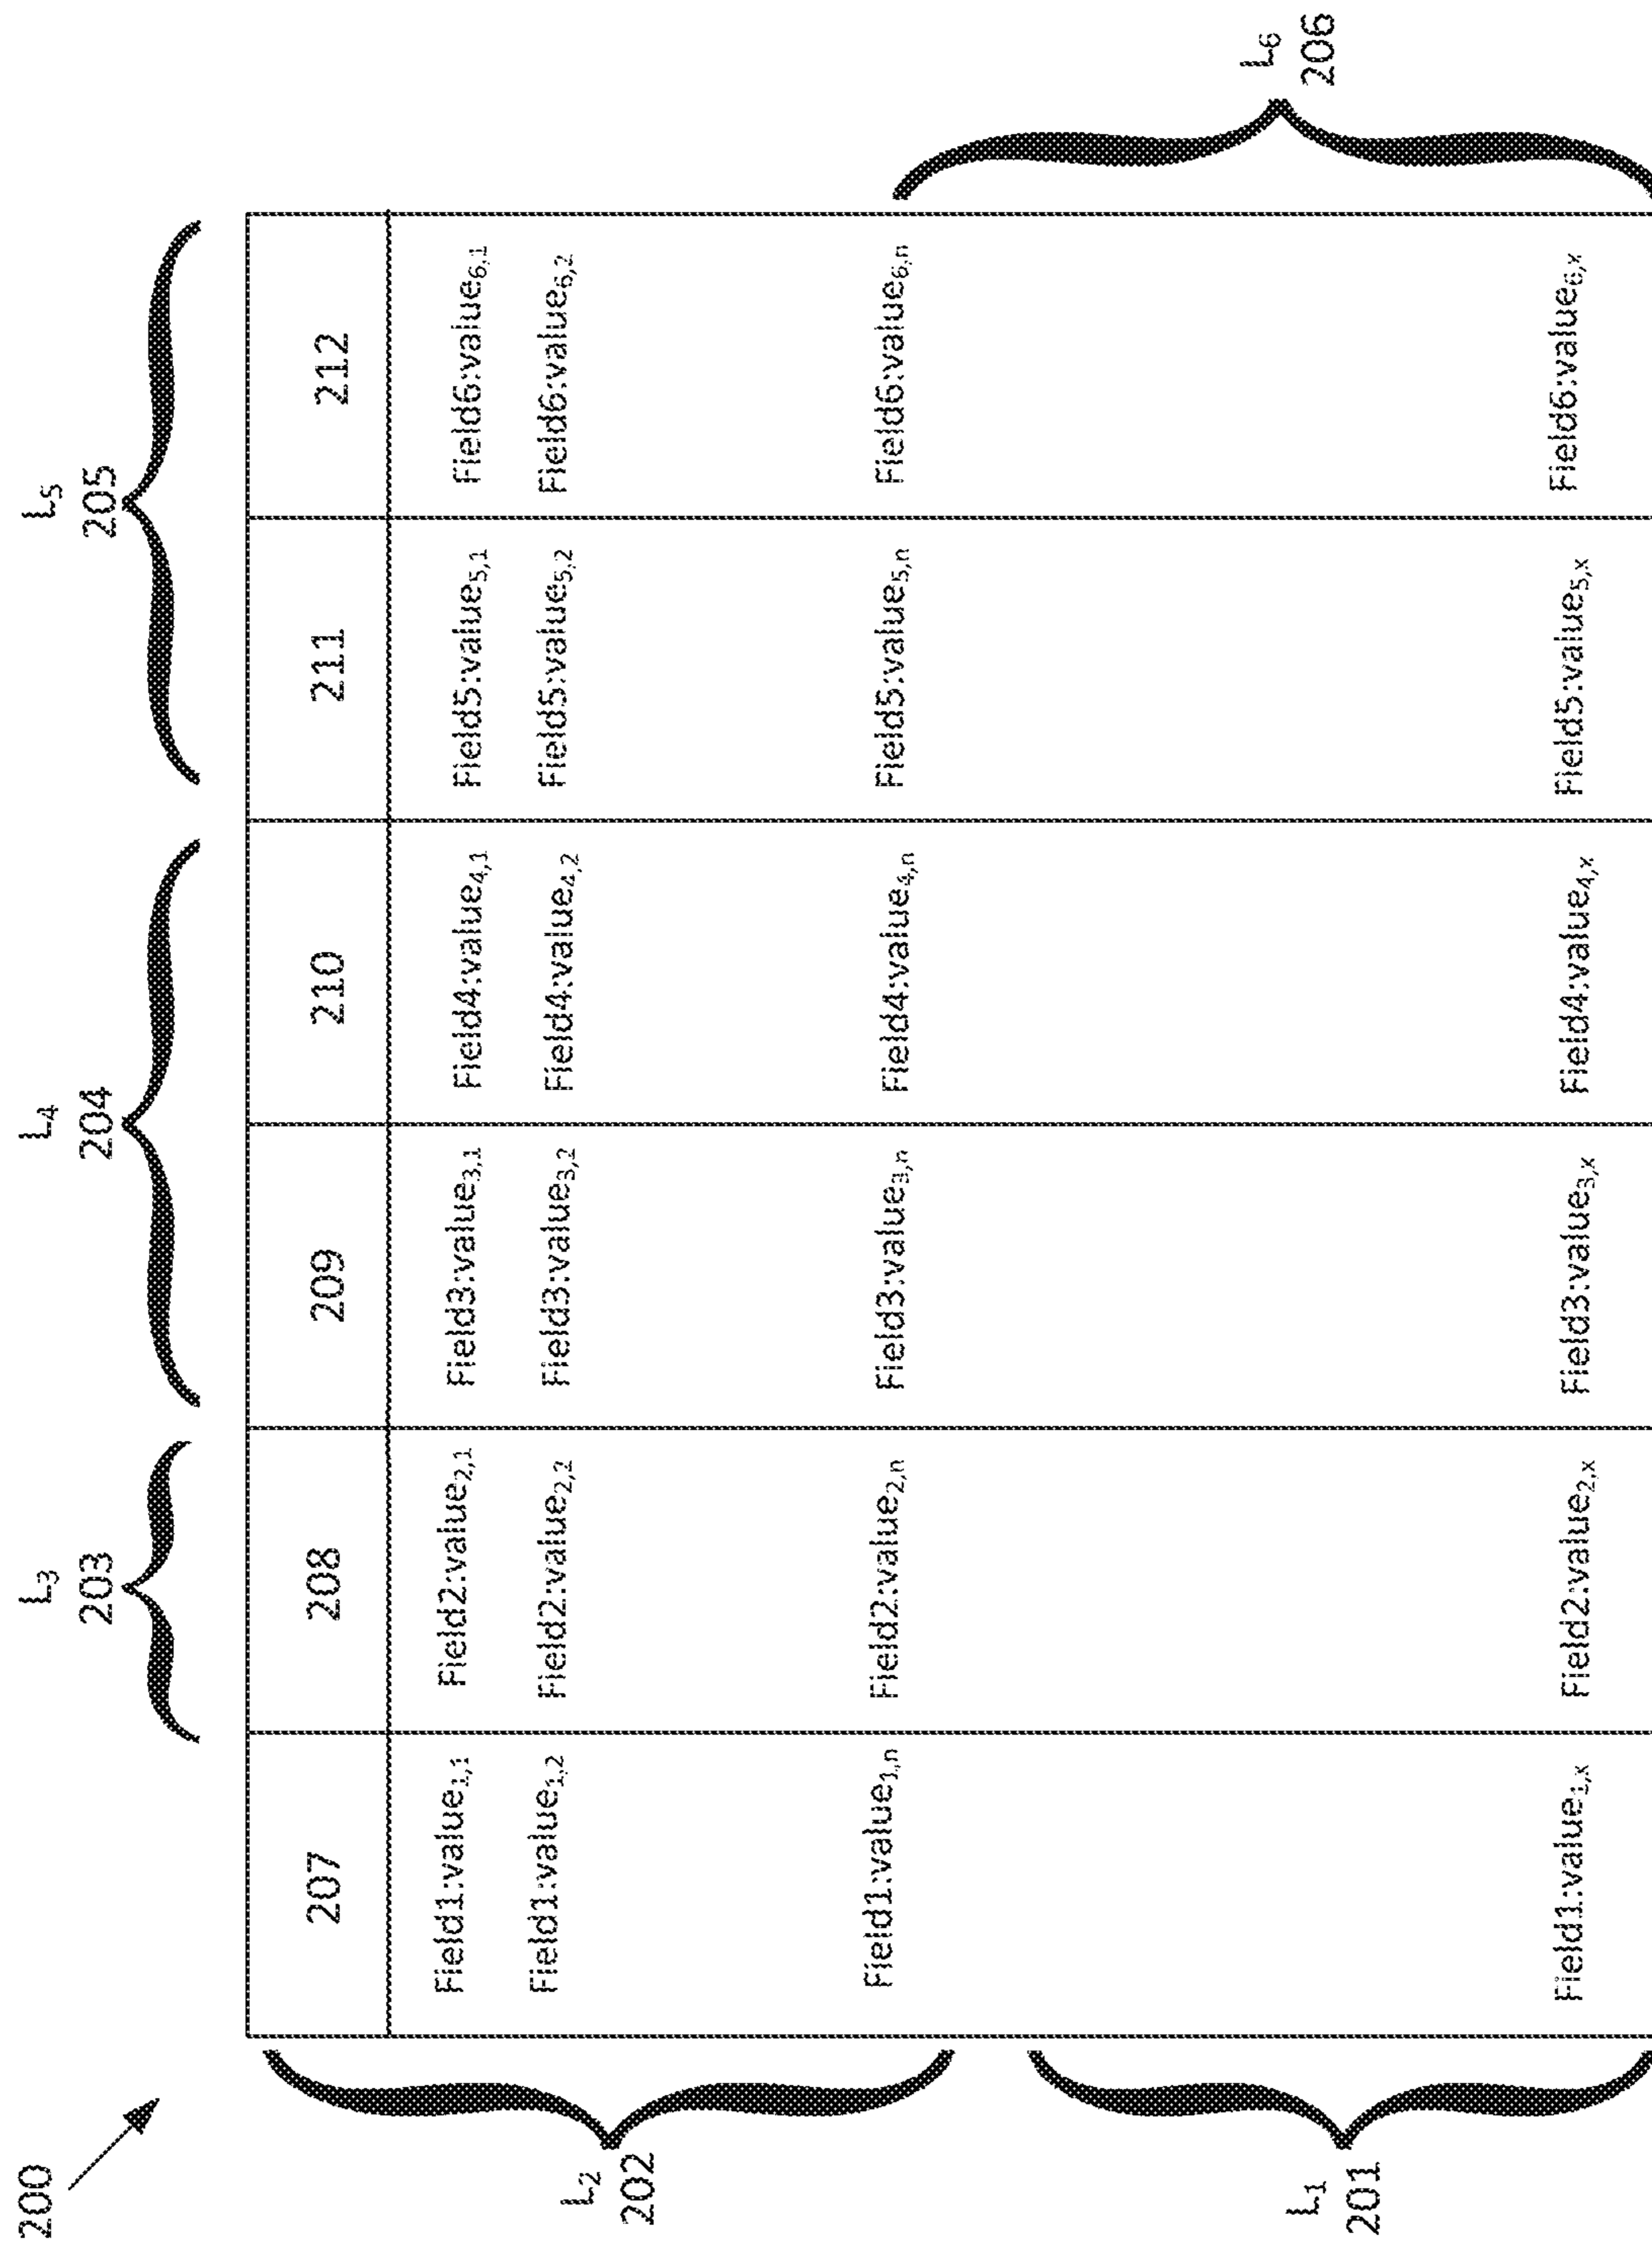 200
L₃ L₄ L₅
203 204 205
207 208 209 210 211 212
Field1:value₁,₁ Field2:value₂,₁ Field3:value₃,₁ Field4:value₄,₁ Field5:value₅,₁ Field6:value₆,₁
Field1:value₁,₂ Field2:value₂,₂ Field3:value₃,₂ Field4:value₄,₂ Field5:value₅,₂ Field6:value₆,₂
L₂
202
Field1:value₁,ₙ Field2:value₂,ₙ Field3:value₃,ₙ Field4:value₄,ₙ Field5:value₅,ₙ Field6:value₆,ₙ
L₆
206
L₁
201
Field1:value₁,ₓ Field2:value₂,ₓ Field3:value₃,ₓ Field4:value₄,ₓ Field5:value₅,ₓ Field6:value₆,ₓ